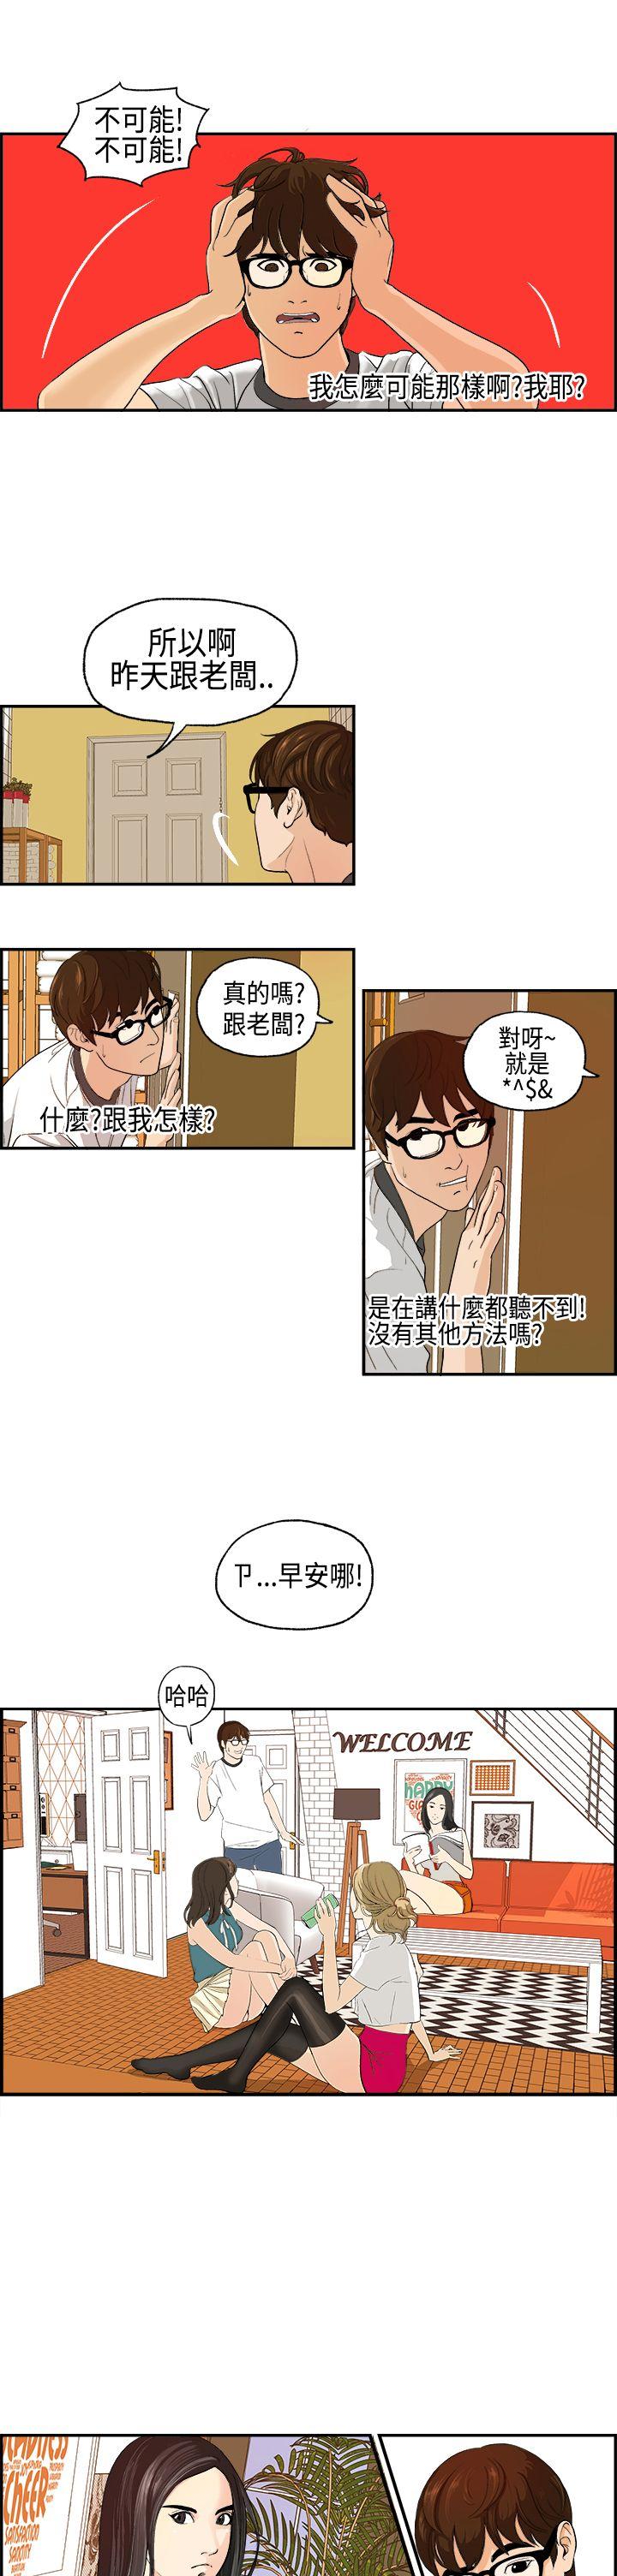 不可能!
不可能!
我怎麼可能那樣啊?我耶?
所以啊
昨天跟老闆..
真的嗎?
跟老闆?
什麼?跟我怎樣?
對呀~
就是
*^$&
是在講什麼都聽不到!
沒有其他方法嗎?
ㄗ...早安哪!
哈哈
WELCOME
HAPPY
CHEER
SATISFACTION